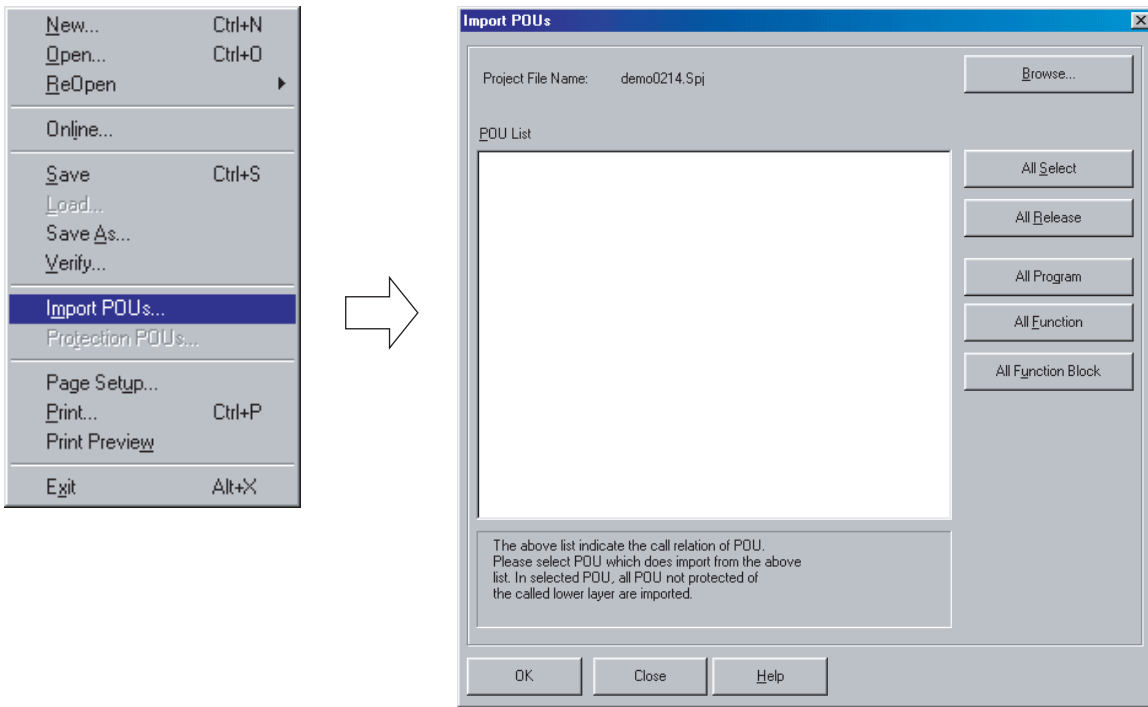 New... Ctrl+N
Open... Ctrl+O
ReOpen
Online...
Save Ctrl+S
Load...
Save As...
Verify...
Import POUs...
Protection POUs...
Page Setup...
Print... Ctrl+P
Print Preview
Exit Alt+X
Import POUs
Project File Name: demo0214.Spj
Browse...
POU List
All Select
All Release
All Program
All Function
All Function Block
The above list indicate the call relation of POU.
Please select POU which does import from the above
list. In selected POU, all POU not protected of
the called lower layer are imported.
OK Close Help